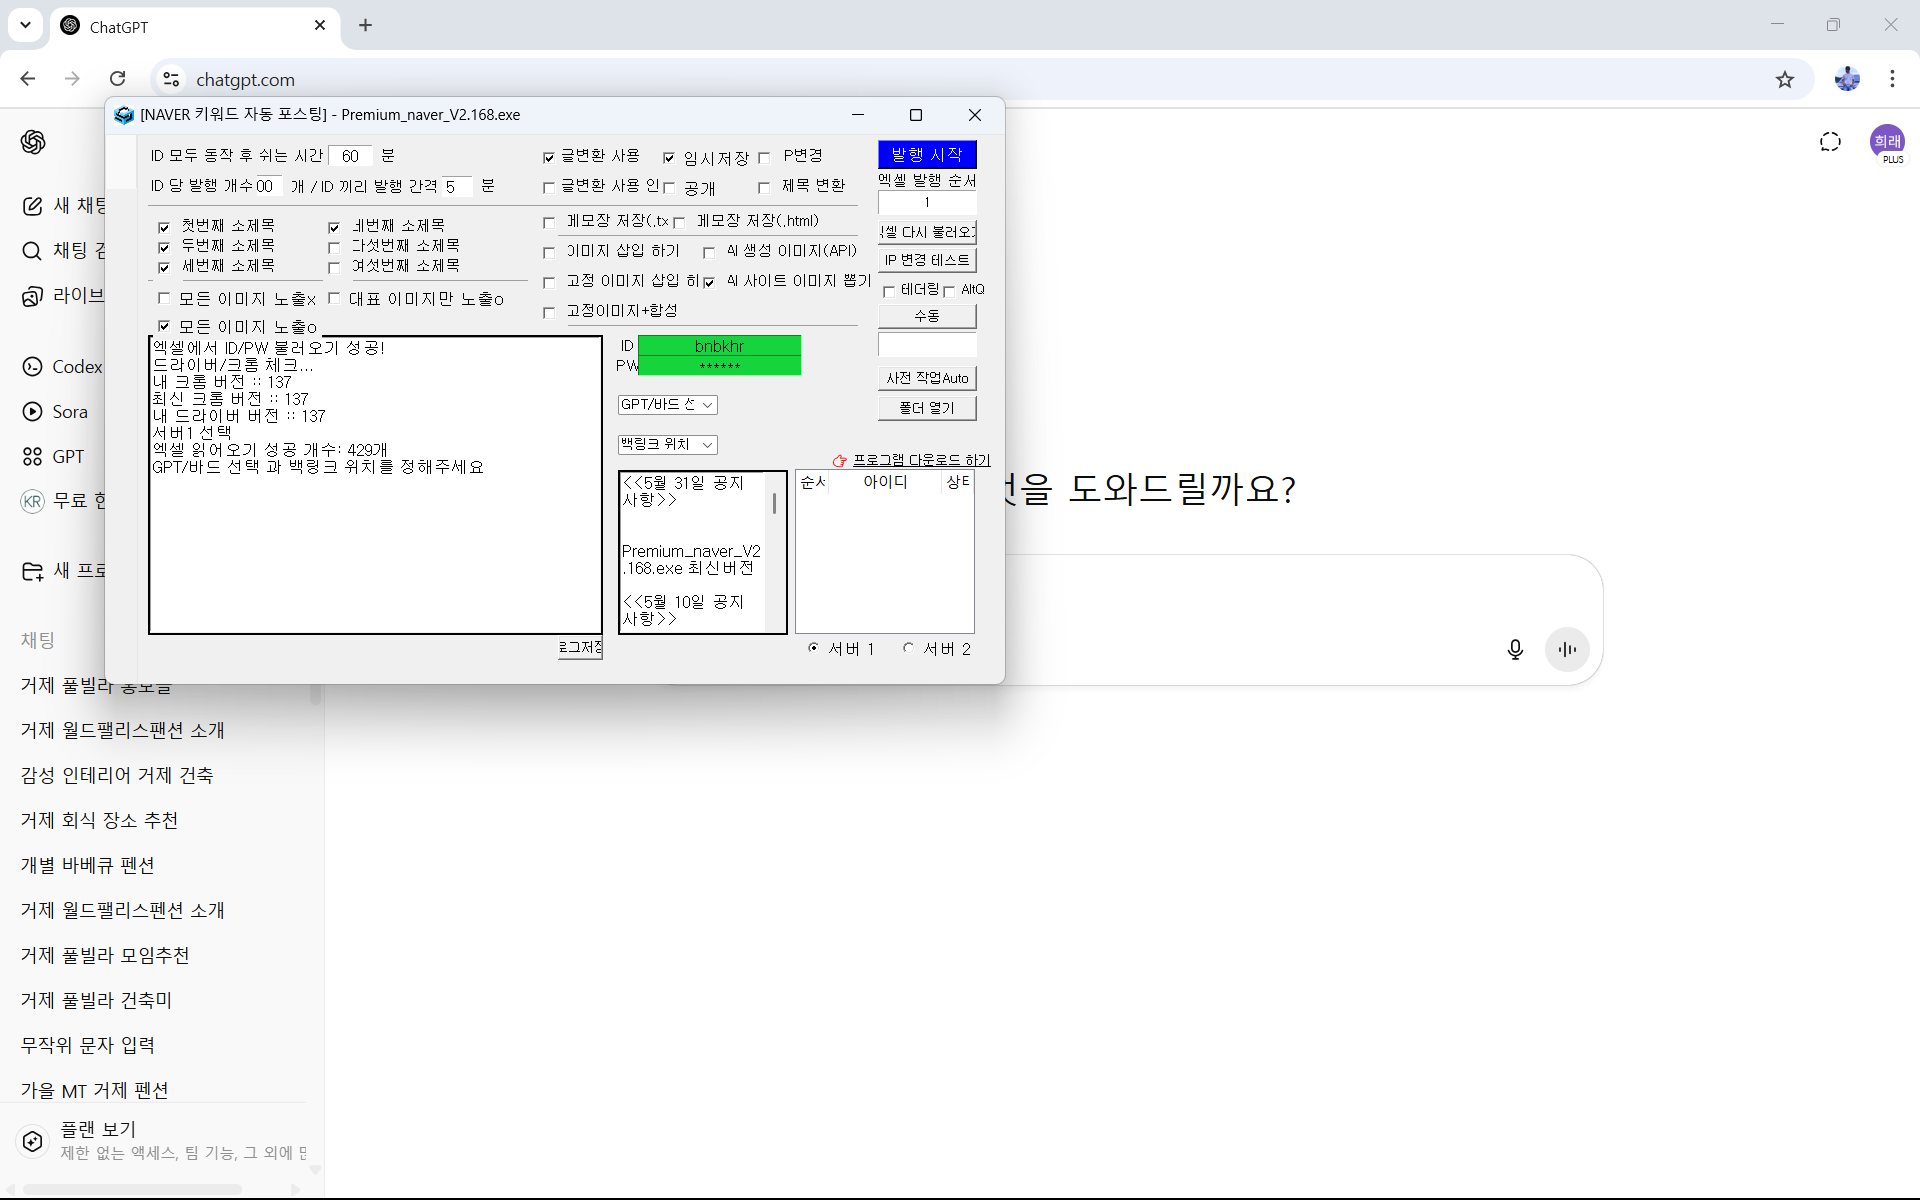 ChatGPT
chatgpt.com
[NAVER 키워드 자동 포스팅] - Premium_naver_V2.168.exe
ID 모두 동작 후 쉬는 시간 60 분
글변환 사용 임시저장 P변경
발행 시작
ID 당 발행 개수 00 개 / ID 끼리 발행 간격 5 분
글변환 사용 인 공개 제목 변환
엑셀 발행 순서
1
첫번째 소제목 네번째 소제목
메모장 저장(.tx 메모장 저장(.html)
엑셀 다시 불러오기
두번째 소제목 다섯번째 소제목
이미지 삽입 하기 AI 생성 이미지(API)
IP 변경 테스트
세번째 소제목 여섯번째 소제목
고정 이미지 삽입 히 AI 사이트 이미지 뽑기
테더링 AltQ
모든 이미지 노출x 대표 이미지만 노출o
고정이미지+합성
수동
모든 이미지 노출o
엑셀에서 ID/PW 불러오기 성공!
드라이버/크롬 체크...
내 크롬 버전 :: 137
최신 크롬 버전 :: 137
내 드라이버 버전 :: 137
서버1 선택
엑셀 읽어오기 성공 개수: 429개
GPT/바드 선택 과 백링크 위치를 정해주세요
ID bnbkhr
PW ******
사전 작업Auto
폴더 열기
GPT/바드 선
백링크 위치
프로그램 다운로드 하기
<<5월 31일 공지
사항>>
Premium_naver_V2
.168.exe 최신버전
<<5월 10일 공지
사항>>
순서 아이디 상태
로그저장
서버 1 서버 2
새 채팅
채팅 검
라이브
Codex
Sora
GPT
KR 무료 한
새 프로
채팅
거제 풀빌라 홍보글
거제 월드팰리스팬션 소개
감성 인테리어 거제 건축
거제 회식 장소 추천
개별 바베큐 펜션
거제 월드팰리스펜션 소개
거제 풀빌라 모임추천
거제 풀빌라 건축미
무작위 문자 입력
가을 MT 거제 펜션
플랜 보기
제한 없는 액세스, 팀 기능, 그 외에
희래
PLUS
것을 도와드릴까요?